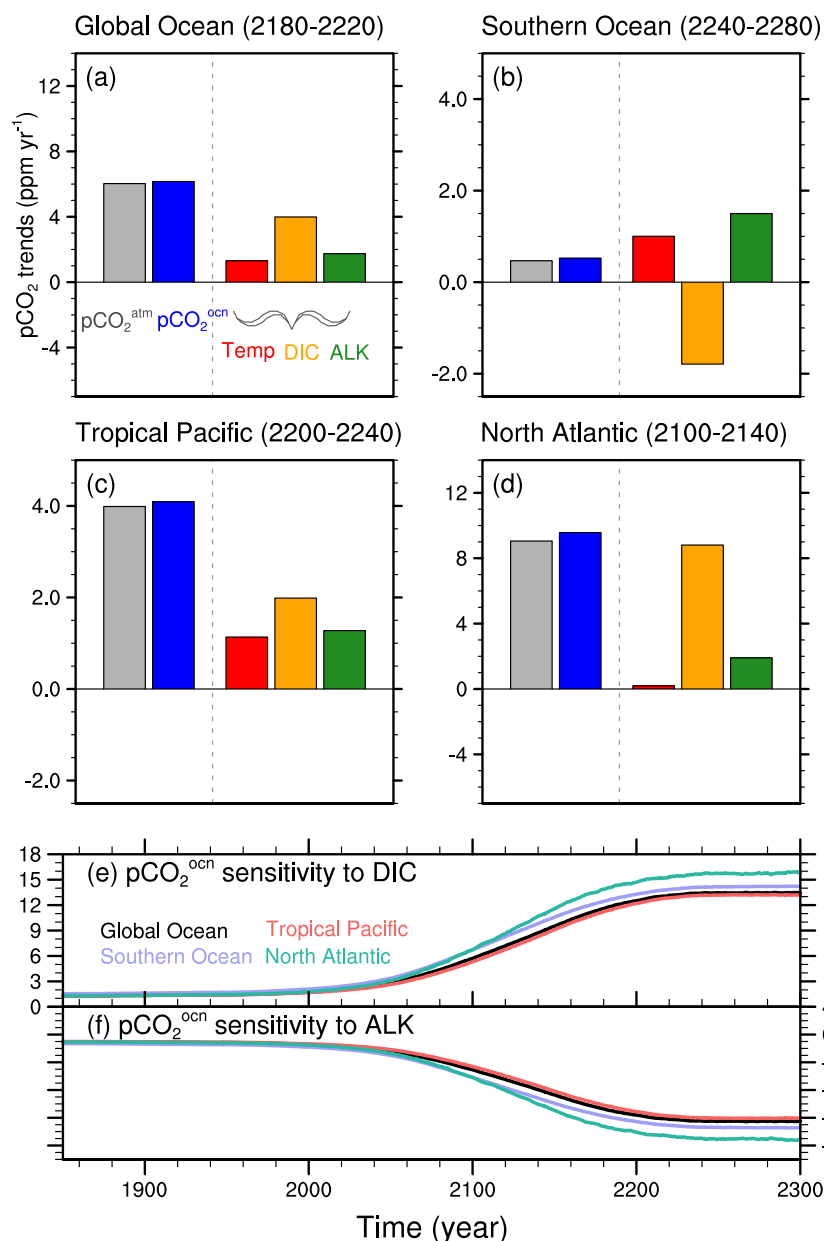 Global Ocean (2180-2220)
Southern Ocean (2240-2280)
(a)
(b)
pCO₂ trends (ppm yr⁻¹)
12
8
4
0
-4
4.0
2.0
0.0
-2.0
pCO₂ᵃᵗᵐ pCO₂ᵒᶜⁿ
Temp DIC ALK
Tropical Pacific (2200-2240)
North Atlantic (2100-2140)
(c)
(d)
4.0
2.0
0.0
-2.0
12
8
4
0
-4
18
15
12
9
6
3
0
(e) pCO₂ᵒᶜⁿ sensitivity to DIC
Global Ocean Tropical Pacific
Southern Ocean North Atlantic
(f) pCO₂ᵒᶜⁿ sensitivity to ALK
1900 2000 2100 2200 2300
Time (year)